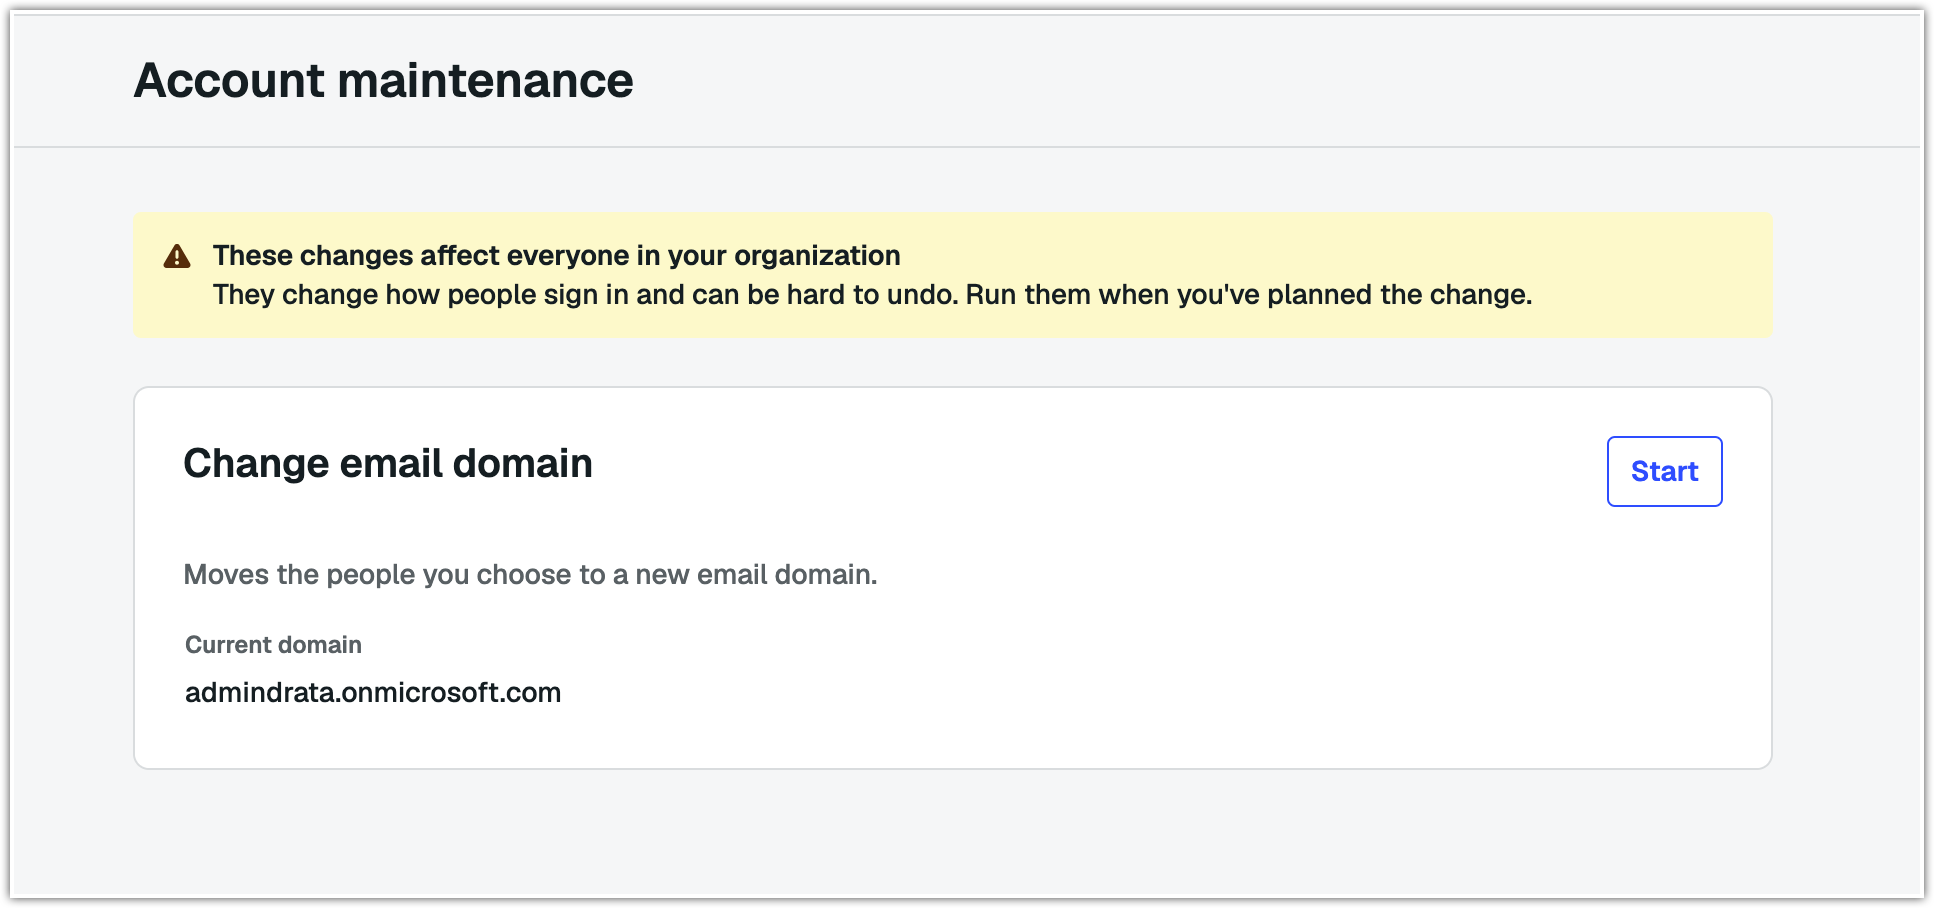 Account maintenance
These changes affect everyone in your organization
They change how people sign in and can be hard to undo. Run them when you've planned the change.
Change email domain
Start
Moves the people you choose to a new email domain.
Current domain
admindrata.onmicrosoft.com